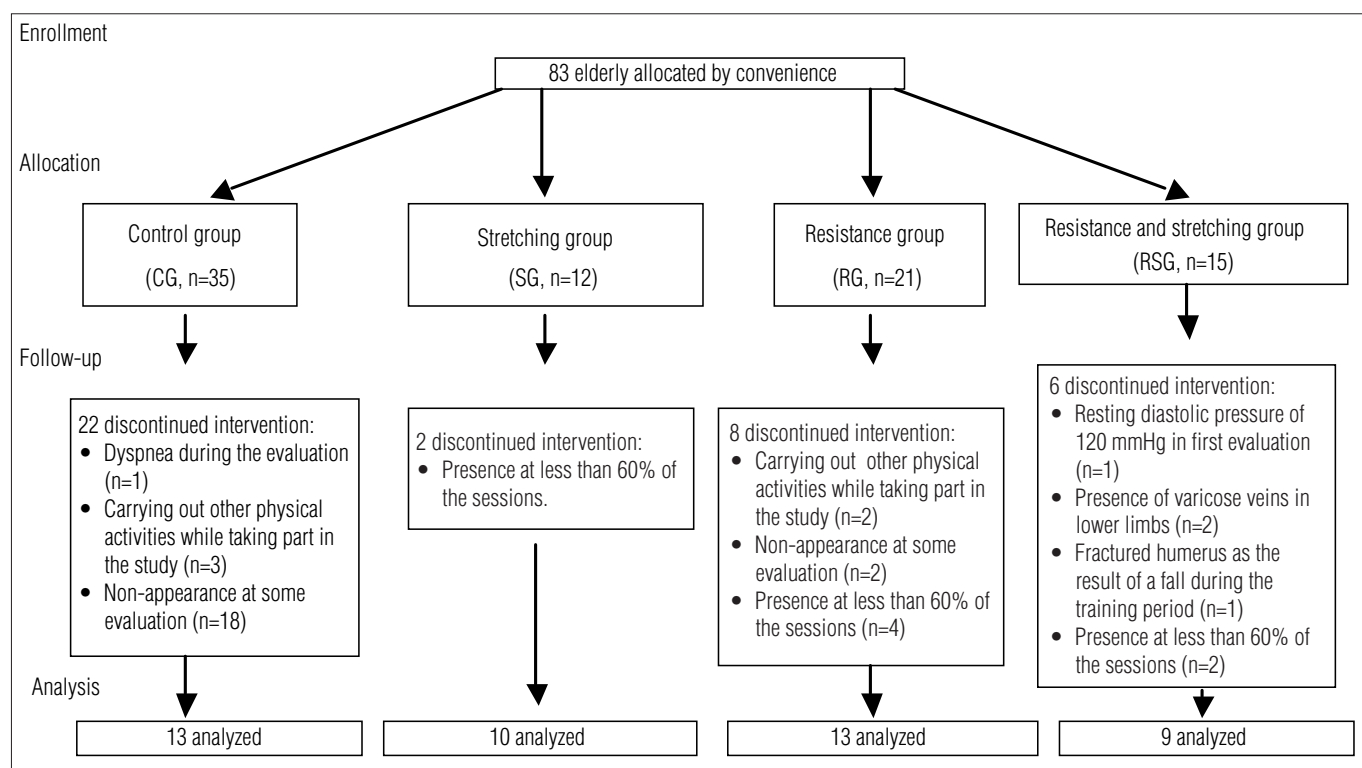 Enrollment
83 elderly allocated by convenience
Allocation
Control group
(CG, n=35)
Stretching group
(SG, n=12)
Resistance group
(RG, n=21)
Resistance and stretching group
(RSG, n=15)
Follow-up
22 discontinued intervention:
• Dyspnea during the evaluation
(n=1)
• Carrying out other physical
activities while taking part in
the study (n=3)
• Non-appearance at some
evaluation (n=18)
2 discontinued intervention:
• Presence at less than 60% of
the sessions.
8 discontinued intervention:
• Carrying out other physical
activities while taking part in
the study (n=2)
• Non-appearance at some
evaluation (n=2)
• Presence at less than 60% of
the sessions (n=4)
6 discontinued intervention:
• Resting diastolic pressure of
120 mmHg in first evaluation
(n=1)
• Presence of varicose veins in
lower limbs (n=2)
• Fractured humerus as the
result of a fall during the
training period (n=1)
• Presence at less than 60% of
the sessions (n=2)
Analysis
13 analyzed
10 analyzed
13 analyzed
9 analyzed